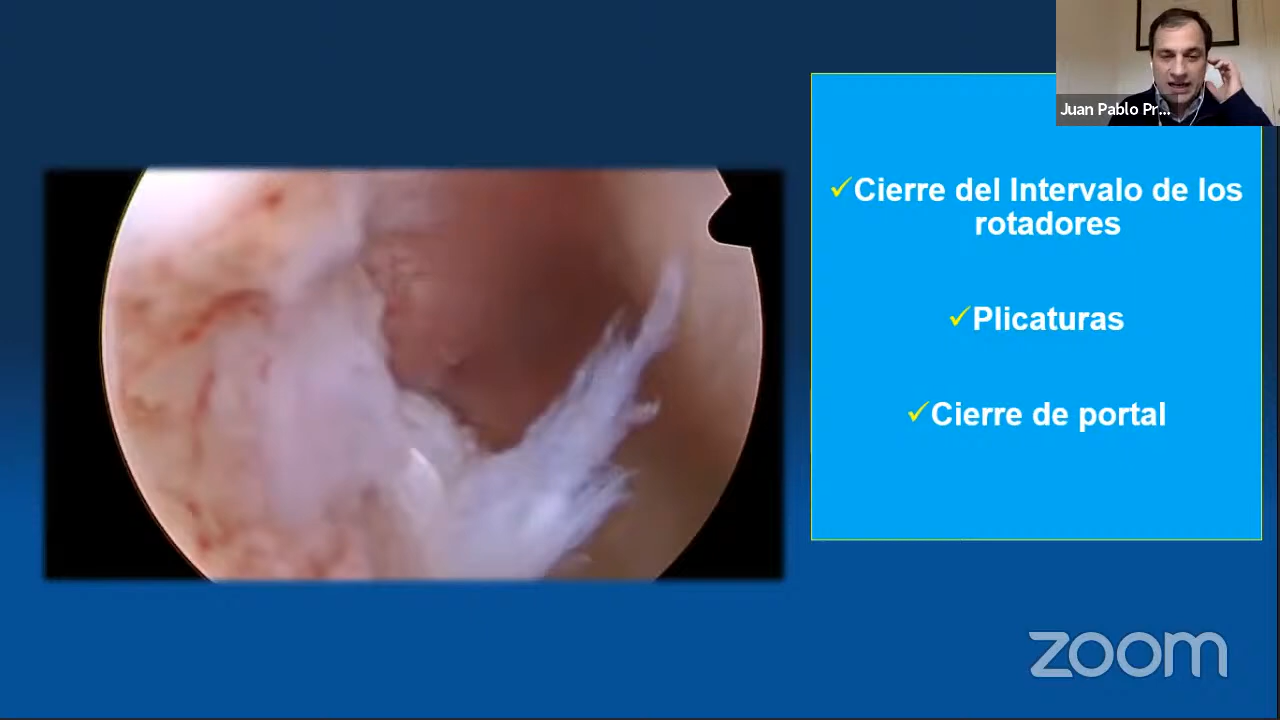 Juan Pablo Pr...
✓Cierre del Intervalo de los
rotadores
✓Plicaturas
✓Cierre de portal
zoom